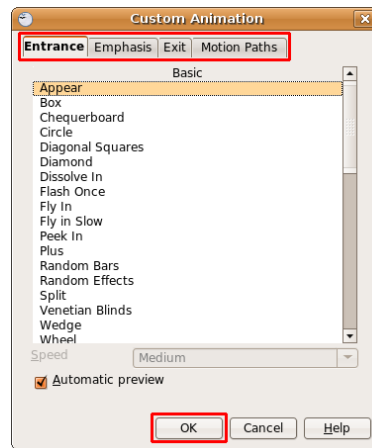 Custom Animation
Entrance Emphasis Exit Motion Paths
Basic
Appear
Box
Chequerboard
Circle
Diagonal Squares
Diamond
Dissolve In
Flash Once
Fly In
Fly in Slow
Peek In
Plus
Random Bars
Random Effects
Split
Venetian Blinds
Wedge
Wheel
Speed Medium
Automatic preview
OK Cancel Help